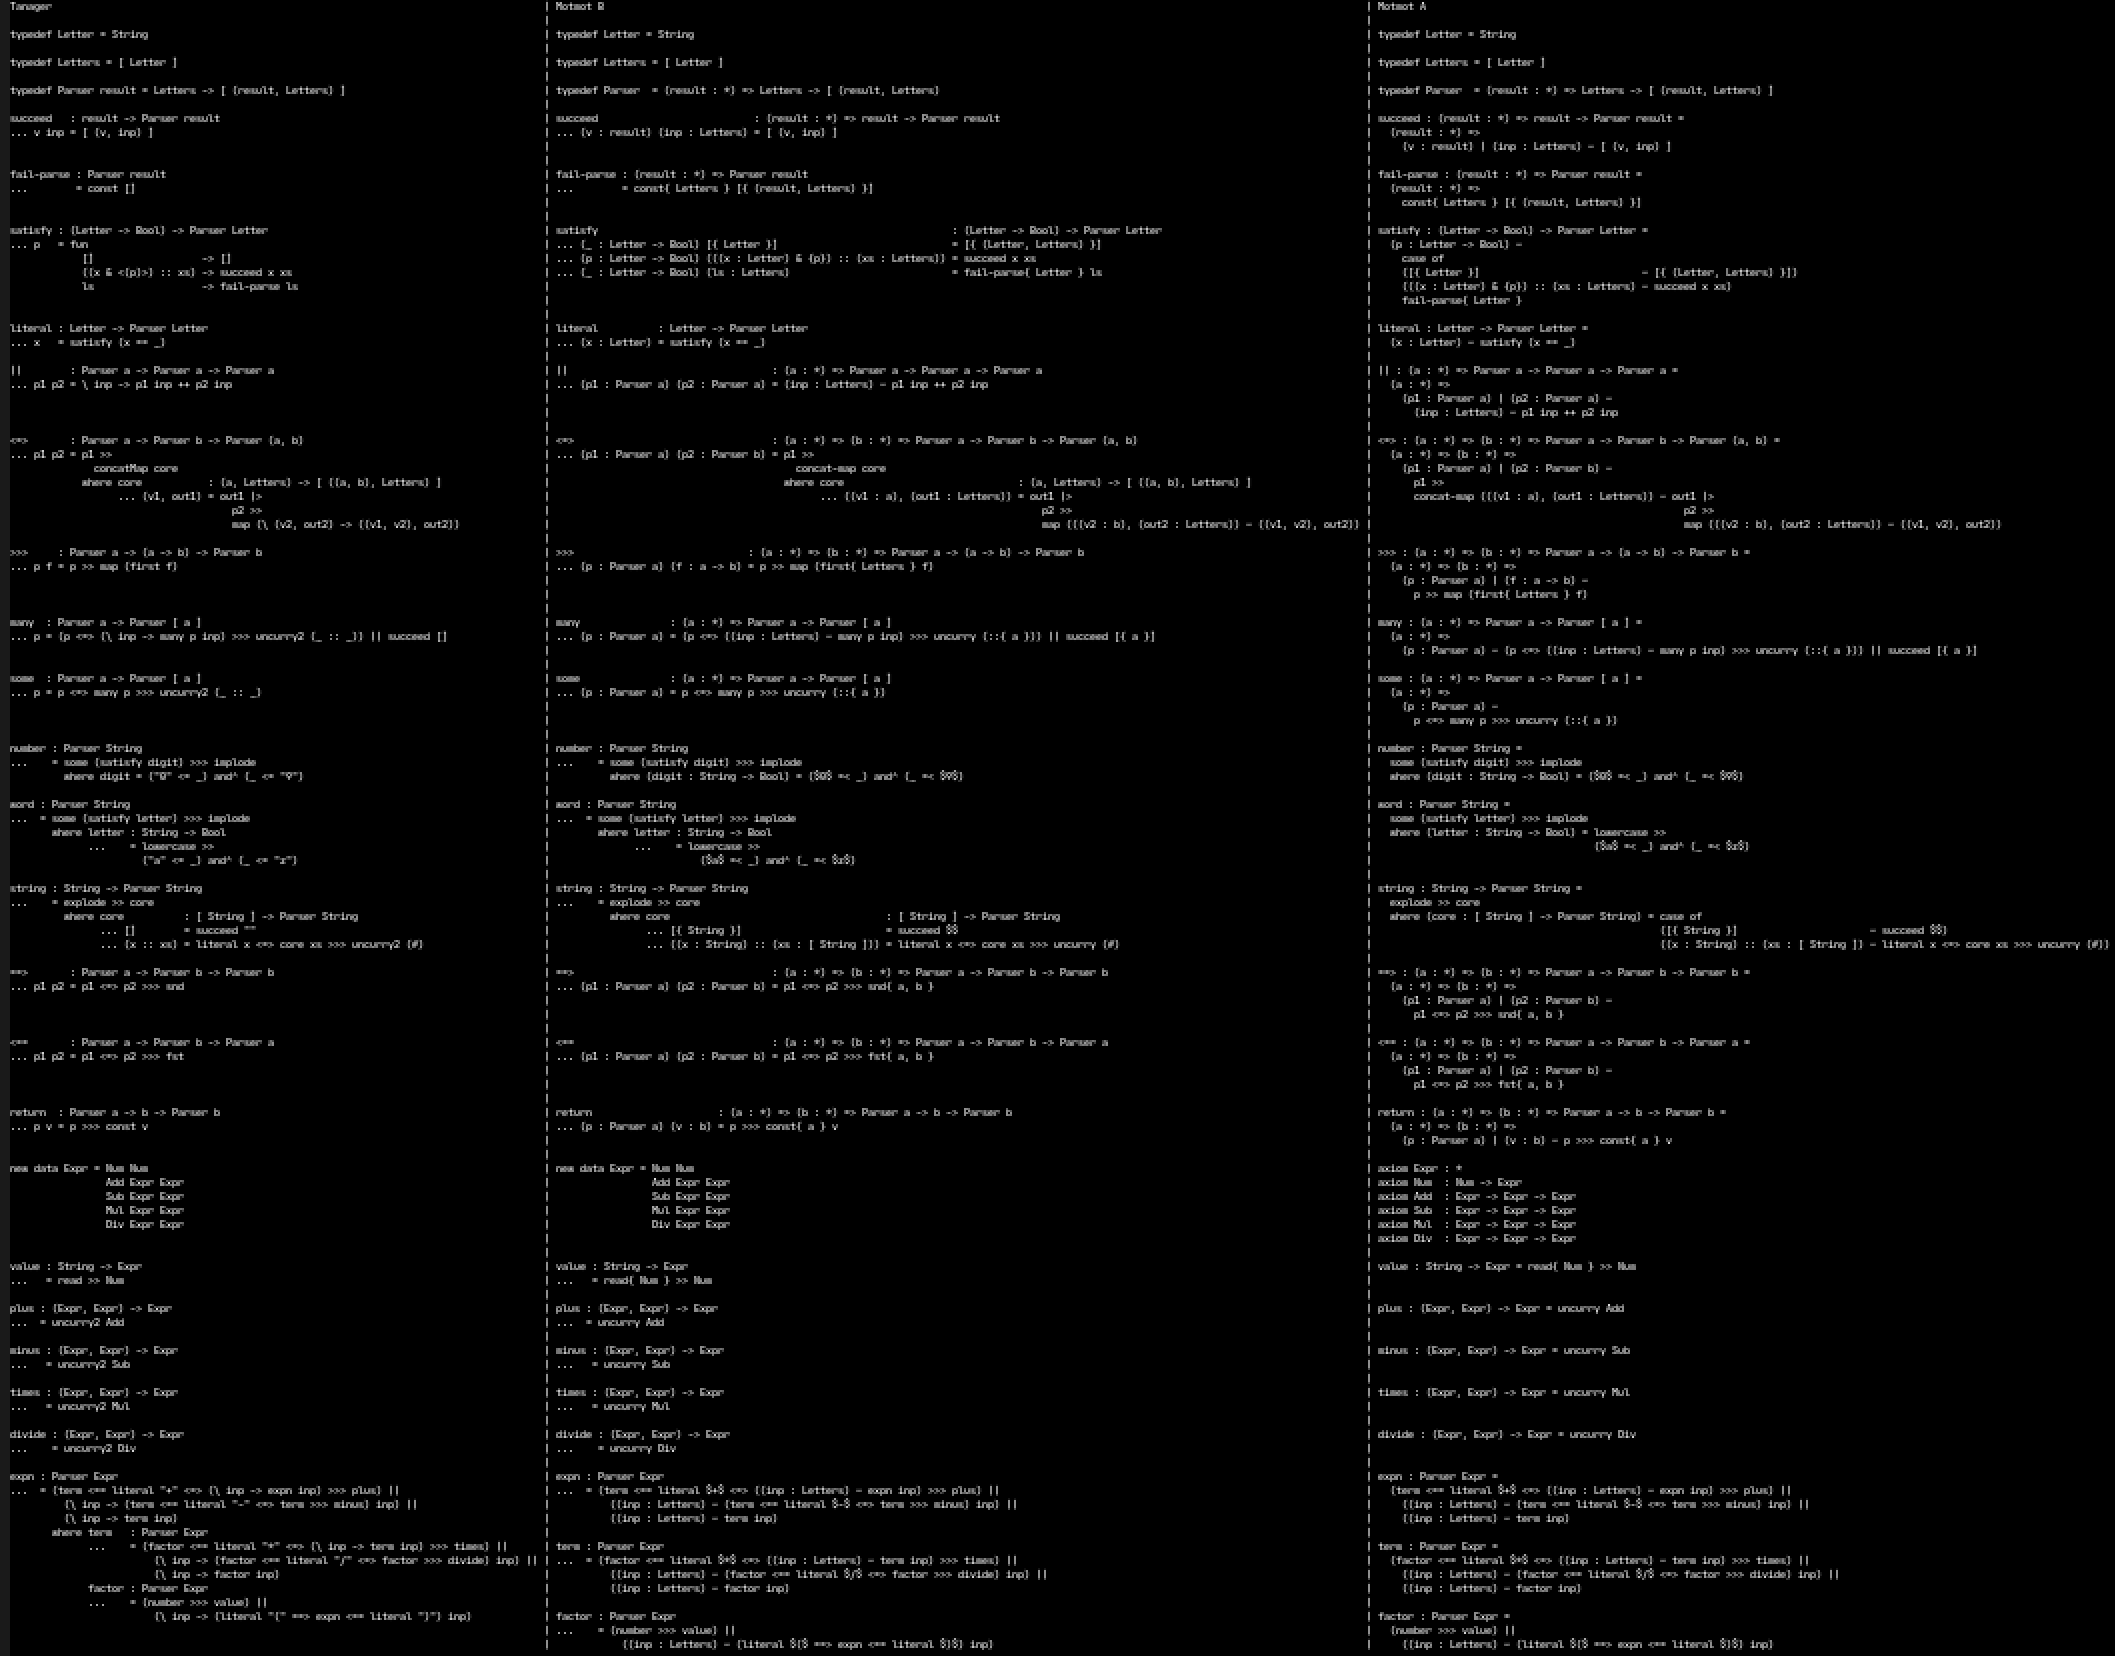 Tanager
typedef Letter = String
typedef Letters = [ Letter ]
typedef Parser result = Letters -> [ (result, Letters) ]
succeed : result -> Parser result
... v inp = [ (v, inp) ]
fail-parse : Parser result
... = const []
satisfy : (Letter -> Bool) -> Parser Letter
... p = fun
[] -> []
((x & <(p)>) :: xs) -> succeed x xs
ls -> fail-parse ls
literal : Letter -> Parser Letter
... x = satisfy (x == _)
|| : Parser a -> Parser a -> Parser a
... p1 p2 = \ inp -> p1 inp ++ p2 inp
<=> : Parser a -> Parser b -> Parser (a, b)
... p1 p2 = p1 >>
concatMap core
where core : (a, Letters) -> [ ((a, b), Letters) ]
... (v1, out1) = out1 |>
p2 >>
map (\ (v2, out2) -> ((v1, v2), out2))
>>> : Parser a -> (a -> b) -> Parser b
... p f = p >> map (first f)
many : Parser a -> Parser [ a ]
... p = (p <=> (\ inp -> many p inp) >>> uncurry2 (_ :: _)) || succeed []
some : Parser a -> Parser [ a ]
... p = p <=> many p >>> uncurry2 (_ :: _)
number : Parser String
... = some (satisfy digit) >>> implode
where digit = ("0" <= _) and^ (_ <= "9")
word : Parser String
... = some (satisfy letter) >>> implode
where letter : String -> Bool
... = lowercase >>
("a" <= _) and^ (_ <= "z")
string : String -> Parser String
... = explode >> core
where core : [ String ] -> Parser String
... [] = succeed ""
... (x :: xs) = literal x <=> core xs >>> uncurry2 (#)
==> : Parser a -> Parser b -> Parser b
... p1 p2 = p1 <=> p2 >>> snd
<== : Parser a -> Parser b -> Parser a
... p1 p2 = p1 <=> p2 >>> fst
return : Parser a -> b -> Parser b
... p v = p >>> const v
new data Expr = Num Num
Add Expr Expr
Sub Expr Expr
Mul Expr Expr
Div Expr Expr
value : String -> Expr
... = read >> Num
plus : (Expr, Expr) -> Expr
... = uncurry2 Add
minus : (Expr, Expr) -> Expr
... = uncurry2 Sub
times : (Expr, Expr) -> Expr
... = uncurry2 Mul
divide : (Expr, Expr) -> Expr
... = uncurry2 Div
expn : Parser Expr
... = (term <== literal "+" <=> (\ inp -> expn inp) >>> plus) ||
(\ inp -> (term <== literal "-" <=> term >>> minus) inp) ||
(\ inp -> term inp)
where term : Parser Expr
... = (factor <== literal "*" <=> (\ inp -> term inp) >>> times) ||
(\ inp -> (factor <== literal "/" <=> factor >>> divide) inp) ||
(\ inp -> factor inp)
factor : Parser Expr
... = (number >>> value) ||
(\ inp -> (literal "(" ==> expn <== literal ")") inp)
Motmot B
typedef Letter = String
typedef Letters = [ Letter ]
typedef Parser = (result : *) => Letters -> [ (result, Letters)
succeed : (result : *) => result -> Parser result
... (v : result) (inp : Letters) = [ (v, inp) ]
fail-parse : (result : *) => Parser result
... = const{ Letters } [{ (result, Letters) }]
satisfy : (Letter -> Bool) -> Parser Letter
... (_ : Letter -> Bool) [{ Letter }] = [{ (Letter, Letters) }]
... (p : Letter -> Bool) (((x : Letter) & (p)) :: (xs : Letters)) = succeed x xs
... (_ : Letter -> Bool) (ls : Letters) = fail-parse{ Letter } ls
literal : Letter -> Parser Letter
... (x : Letter) = satisfy (x == _)
|| : (a : *) => Parser a -> Parser a -> Parser a
... (p1 : Parser a) (p2 : Parser a) = (inp : Letters) - p1 inp ++ p2 inp
<=> : (a : *) => (b : *) => Parser a -> Parser b -> Parser (a, b)
... (p1 : Parser a) (p2 : Parser b) = p1 >>
concat-map core
where core : (a, Letters) -> [ ((a, b), Letters) ]
... ((v1 : a), (out1 : Letters)) = out1 |>
p2 >>
map (((v2 : b), (out2 : Letters)) - ((v1, v2), out2))
>>> : (a : *) => (b : *) => Parser a -> (a -> b) -> Parser b
... (p : Parser a) (f : a -> b) = p >> map (first{ Letters } f)
many : (a : *) => Parser a -> Parser [ a ]
... (p : Parser a) = (p <=> ((inp : Letters) - many p inp) >>> uncurry (::{ a })) || succeed [{ a }]
some : (a : *) => Parser a -> Parser [ a ]
... (p : Parser a) = p <=> many p >>> uncurry (::{ a })
number : Parser String
... = some (satisfy digit) >>> implode
where (digit : String -> Bool) = ($0$ =< _) and^ (_ =< $9$)
word : Parser String
... = some (satisfy letter) >>> implode
where letter : String -> Bool
... = lowercase >>
($a$ =< _) and^ (_ =< $z$)
string : String -> Parser String
... = explode >> core
where core : [ String ] -> Parser String
... [{ String }] = succeed $$
... ((x : String) :: (xs : [ String ])) = literal x <=> core xs >>> uncurry (#)
==> : (a : *) => (b : *) => Parser a -> Parser b -> Parser b
... (p1 : Parser a) (p2 : Parser b) = p1 <=> p2 >>> snd{ a, b }
<== : (a : *) => (b : *) => Parser a -> Parser b -> Parser a
... (p1 : Parser a) (p2 : Parser b) = p1 <=> p2 >>> fst{ a, b }
return : (a : *) => (b : *) => Parser a -> b -> Parser b
... (p : Parser a) (v : b) = p >>> const{ a } v
new data Expr = Num Num
Add Expr Expr
Sub Expr Expr
Mul Expr Expr
Div Expr Expr
value : String -> Expr
... = read{ Num } >> Num
plus : (Expr, Expr) -> Expr
... = uncurry Add
minus : (Expr, Expr) -> Expr
... = uncurry Sub
times : (Expr, Expr) -> Expr
... = uncurry Mul
divide : (Expr, Expr) -> Expr
... = uncurry Div
expn : Parser Expr
... = (term <== literal $+$ <=> ((inp : Letters) - expn inp) >>> plus) ||
((inp : Letters) - (term <== literal $-$ <=> term >>> minus) inp) ||
((inp : Letters) - term inp)
term : Parser Expr
... = (factor <== literal $*$ <=> ((inp : Letters) - term inp) >>> times) ||
((inp : Letters) - (factor <== literal $/$ <=> factor >>> divide) inp) ||
((inp : Letters) - factor inp)
factor : Parser Expr
... = (number >>> value) ||
((inp : Letters) - (literal $($ ==> expn <== literal $)$) inp)
Motmot A
typedef Letter = String
typedef Letters = [ Letter ]
typedef Parser = (result : *) => Letters -> [ (result, Letters) ]
succeed : (result : *) => result -> Parser result =
(result : *) =>
(v : result) | (inp : Letters) - [ (v, inp) ]
fail-parse : (result : *) => Parser result =
(result : *) =>
const{ Letters } [{ (result, Letters) }]
satisfy : (Letter -> Bool) -> Parser Letter =
(p : Letter -> Bool) -
case of
([{ Letter }] - [{ (Letter, Letters) }])
(((x : Letter) & (p)) :: (xs : Letters) - succeed x xs)
fail-parse{ Letter }
literal : Letter -> Parser Letter =
(x : Letter) - satisfy (x == _)
|| : (a : *) => Parser a -> Parser a -> Parser a =
(a : *) =>
(p1 : Parser a) | (p2 : Parser a) -
(inp : Letters) - p1 inp ++ p2 inp
<=> : (a : *) => (b : *) => Parser a -> Parser b -> Parser (a, b) =
(a : *) => (b : *) =>
(p1 : Parser a) | (p2 : Parser b) -
p1 >>
concat-map (((v1 : a), (out1 : Letters)) - out1 |>
p2 >>
map (((v2 : b), (out2 : Letters)) - ((v1, v2), out2))
>>> : (a : *) => (b : *) => Parser a -> (a -> b) -> Parser b =
(a : *) => (b : *) =>
(p : Parser a) | (f : a -> b) -
p >> map (first{ Letters } f)
many : (a : *) => Parser a -> Parser [ a ] =
(a : *) =>
(p : Parser a) - (p <=> ((inp : Letters) - many p inp) >>> uncurry (::{ a })) || succeed [{ a }]
some : (a : *) => Parser a -> Parser [ a ] =
(a : *) =>
(p : Parser a) -
p <=> many p >>> uncurry (::{ a })
number : Parser String =
some (satisfy digit) >>> implode
where (digit : String -> Bool) = ($0$ =< _) and^ (_ =< $9$)
word : Parser String =
some (satisfy letter) >>> implode
where (letter : String -> Bool) = lowercase >>
($a$ =< _) and^ (_ =< $z$)
string : String -> Parser String =
explode >> core
where (core : [ String ] -> Parser String) = case of
([{ String }] - succeed $$)
((x : String) :: (xs : [ String ]) - literal x <=> core xs >>> uncurry (#))
==> : (a : *) => (b : *) => Parser a -> Parser b -> Parser b =
(a : *) => (b : *) =>
(p1 : Parser a) | (p2 : Parser b) -
p1 <=> p2 >>> snd{ a, b }
<== : (a : *) => (b : *) => Parser a -> Parser b -> Parser a =
(a : *) => (b : *) =>
(p1 : Parser a) | (p2 : Parser b) -
p1 <=> p2 >>> fst{ a, b }
return : (a : *) => (b : *) => Parser a -> b -> Parser b =
(a : *) => (b : *) =>
(p : Parser a) | (v : b) - p >>> const{ a } v
axiom Expr : *
axiom Num : Num -> Expr
axiom Add : Expr -> Expr -> Expr
axiom Sub : Expr -> Expr -> Expr
axiom Mul : Expr -> Expr -> Expr
axiom Div : Expr -> Expr -> Expr
value : String -> Expr = read{ Num } >> Num
plus : (Expr, Expr) -> Expr = uncurry Add
minus : (Expr, Expr) -> Expr = uncurry Sub
times : (Expr, Expr) -> Expr = uncurry Mul
divide : (Expr, Expr) -> Expr = uncurry Div
expn : Parser Expr =
(term <== literal $+$ <=> ((inp : Letters) - expn inp) >>> plus) ||
((inp : Letters) - (term <== literal $-$ <=> term >>> minus) inp) ||
((inp : Letters) - term inp)
term : Parser Expr =
(factor <== literal $*$ <=> ((inp : Letters) - term inp) >>> times) ||
((inp : Letters) - (factor <== literal $/$ <=> factor >>> divide) inp) ||
((inp : Letters) - factor inp)
factor : Parser Expr =
(number >>> value) ||
((inp : Letters) - (literal $($ ==> expn <== literal $)$) inp)